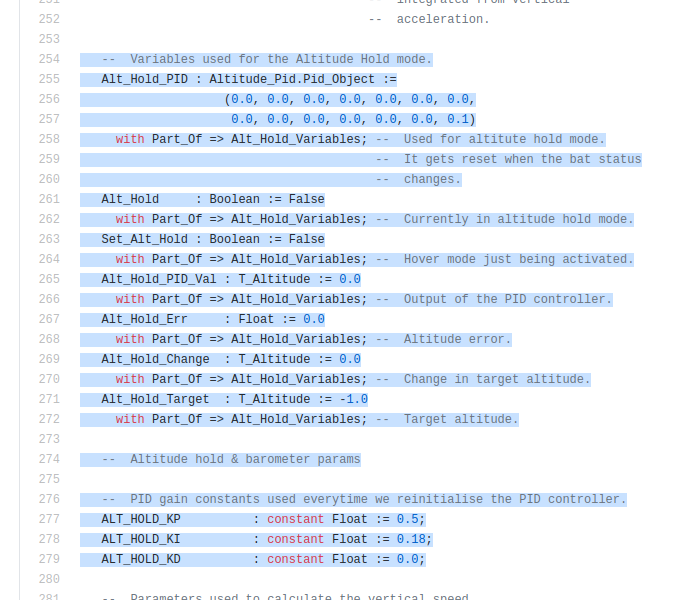 251 -- integrated from vertical
252 -- acceleration.
253
254 -- Variables used for the Altitude Hold mode.
255 Alt_Hold_PID : Altitude_Pid.Pid_Object :=
256 (0.0, 0.0, 0.0, 0.0, 0.0, 0.0, 0.0,
257 0.0, 0.0, 0.0, 0.0, 0.0, 0.0, 0.1)
258 with Part_Of => Alt_Hold_Variables; -- Used for altitute hold mode.
259 -- It gets reset when the bat status
260 -- changes.
261 Alt_Hold : Boolean := False
262 with Part_Of => Alt_Hold_Variables; -- Currently in altitude hold mode.
263 Set_Alt_Hold : Boolean := False
264 with Part_Of => Alt_Hold_Variables; -- Hover mode just being activated.
265 Alt_Hold_PID_Val : T_Altitude := 0.0
266 with Part_Of => Alt_Hold_Variables; -- Output of the PID controller.
267 Alt_Hold_Err : Float := 0.0
268 with Part_Of => Alt_Hold_Variables; -- Altitude error.
269 Alt_Hold_Change : T_Altitude := 0.0
270 with Part_Of => Alt_Hold_Variables; -- Change in target altitude.
271 Alt_Hold_Target : T_Altitude := -1.0
272 with Part_Of => Alt_Hold_Variables; -- Target altitude.
273
274 -- Altitude hold & barometer params
275
276 -- PID gain constants used everytime we reinitialise the PID controller.
277 ALT_HOLD_KP : constant Float := 0.5;
278 ALT_HOLD_KI : constant Float := 0.18;
279 ALT_HOLD_KD : constant Float := 0.0;
280
281 -- Parameters used to calculate the vertical speed.